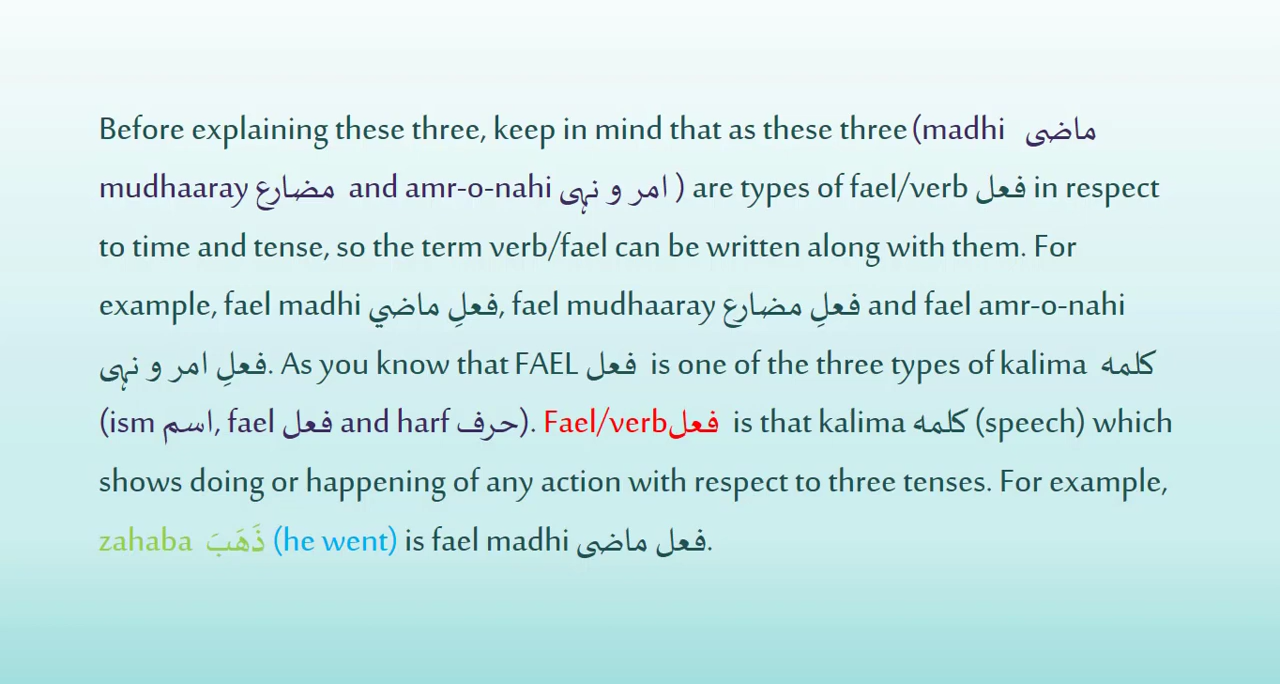 Before explaining these three, keep in mind that as these three (madhi ماضی
mudhaaray مضارع and amr-o-nahi امر و نہی ) are types of fael/verb فعل in respect
to time and tense, so the term verb/fael can be written along with them. For
example, fael madhi فعلِ ماضي, fael mudhaaray فعلِ مضارع and fael amr-o-nahi
فعلِ امر و نہی. As you know that FAEL فعل is one of the three types of kalima کلمه
(ism اسم, fael فعل and harf حرف). Fael/verbفعل is that kalima کلمه (speech) which
shows doing or happening of any action with respect to three tenses. For example,
zahaba ذَهَبَ (he went) is fael madhi فعل ماضی.